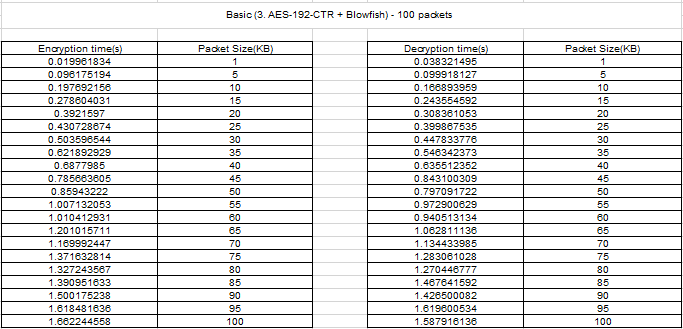 Basic (3. AES-192-CTR + Blowfish) - 100 packets
Encryption time(s) Packet Size(KB) Decryption time(s) Packet Size(KB)
0.019961834 1 0.038321495 1
0.096175194 5 0.099918127 5
0.197692156 10 0.166893959 10
0.278604031 15 0.243554592 15
0.3921597 20 0.308361053 20
0.430728674 25 0.399867535 25
0.503596544 30 0.447833776 30
0.621892929 35 0.546342373 35
0.6877985 40 0.635512352 40
0.785663605 45 0.843100309 45
0.85943222 50 0.797091722 50
1.007132053 55 0.972900629 55
1.010412931 60 0.940513134 60
1.201015711 65 1.062811136 65
1.169992447 70 1.134433985 70
1.371632814 75 1.283061028 75
1.327243567 80 1.270446777 80
1.390951633 85 1.467641592 85
1.500175238 90 1.426500082 90
1.618481636 95 1.619600534 95
1.662244558 100 1.587916136 100